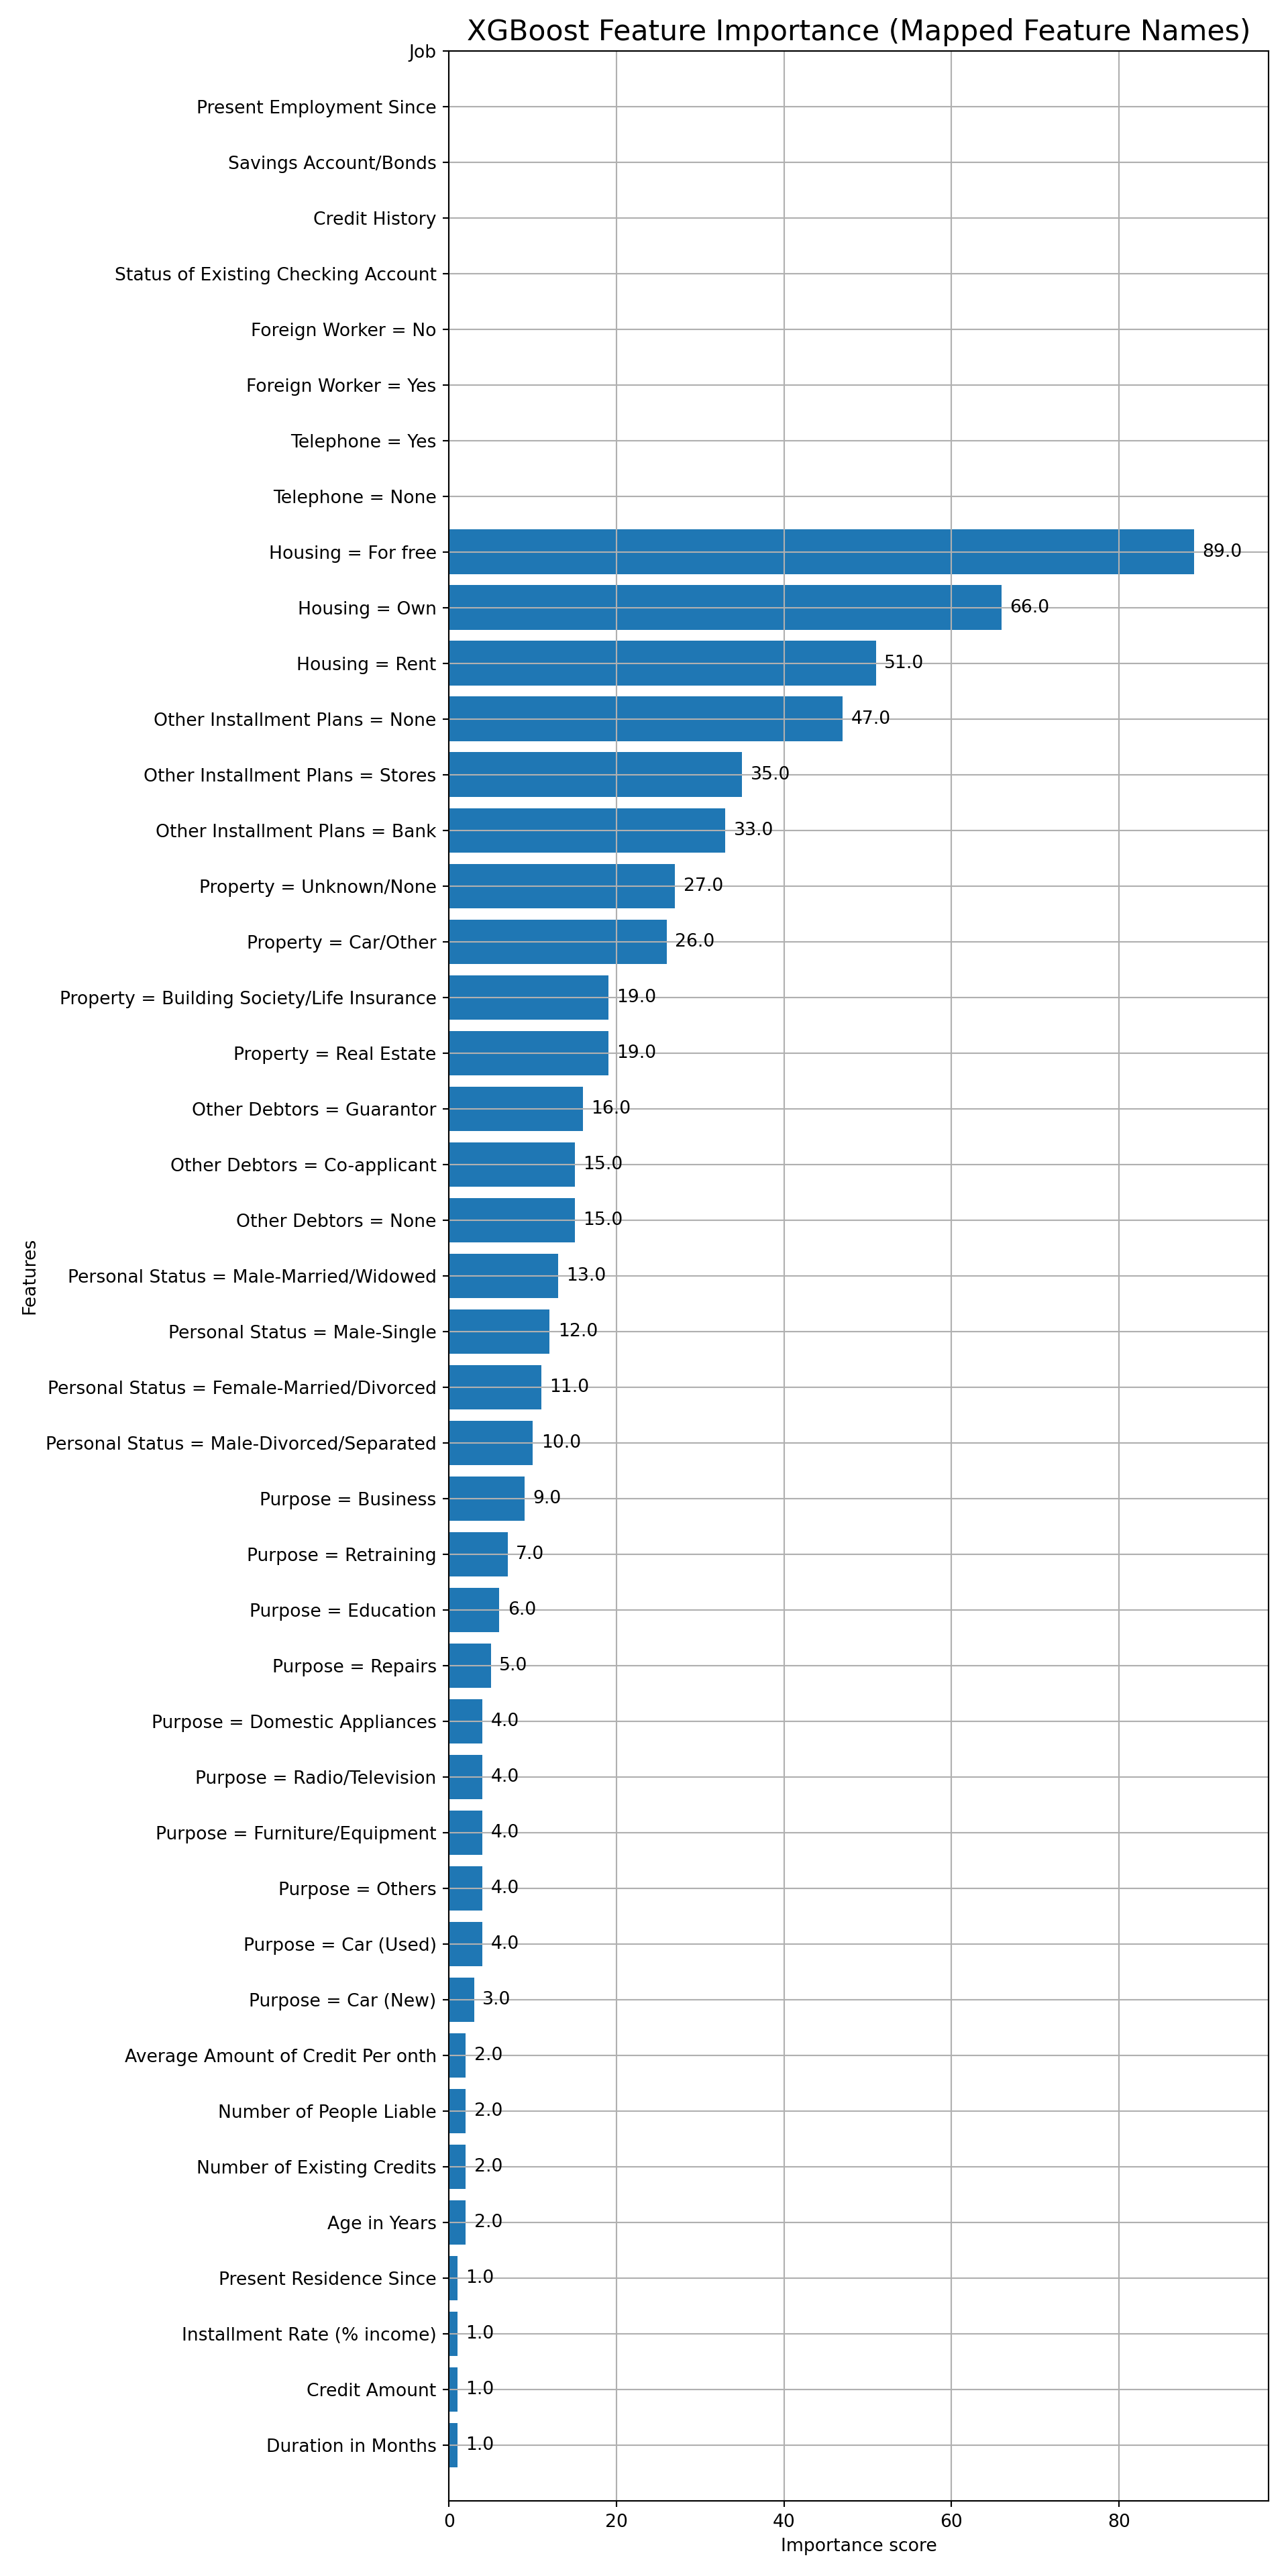 XGBoost Feature Importance (Mapped Feature Names)
Job
Present Employment Since
Savings Account/Bonds
Credit History
Status of Existing Checking Account
Foreign Worker = No
Foreign Worker = Yes
Telephone = Yes
Telephone = None
Housing = For free 89.0
Housing = Own 66.0
Housing = Rent 51.0
Other Installment Plans = None 47.0
Other Installment Plans = Stores 35.0
Other Installment Plans = Bank 33.0
Property = Unknown/None 27.0
Property = Car/Other 26.0
Property = Building Society/Life Insurance 19.0
Property = Real Estate 19.0
Other Debtors = Guarantor 16.0
Other Debtors = Co-applicant 15.0
Other Debtors = None 15.0
Features
Personal Status = Male-Married/Widowed 13.0
Personal Status = Male-Single 12.0
Personal Status = Female-Married/Divorced 11.0
Personal Status = Male-Divorced/Separated 10.0
Purpose = Business 9.0
Purpose = Retraining 7.0
Purpose = Education 6.0
Purpose = Repairs 5.0
Purpose = Domestic Appliances 4.0
Purpose = Radio/Television 4.0
Purpose = Furniture/Equipment 4.0
Purpose = Others 4.0
Purpose = Car (Used) 4.0
Purpose = Car (New) 3.0
Average Amount of Credit Per onth 2.0
Number of People Liable 2.0
Number of Existing Credits 2.0
Age in Years 2.0
Present Residence Since 1.0
Installment Rate (% income) 1.0
Credit Amount 1.0
Duration in Months 1.0
0 20 40 60 80
Importance score